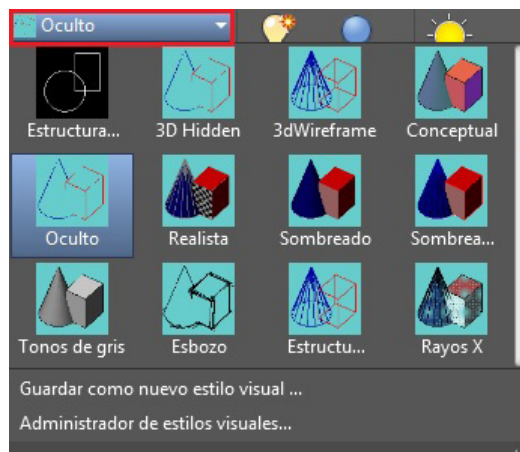 Oculto
Estructura... 3D Hidden 3dWireframe Conceptual
Oculto Realista Sombreado Sombrea...
Tonos de gris Esbozo Estructu... Rayos X
Guardar como nuevo estilo visual ...
Administrador de estilos visuales...